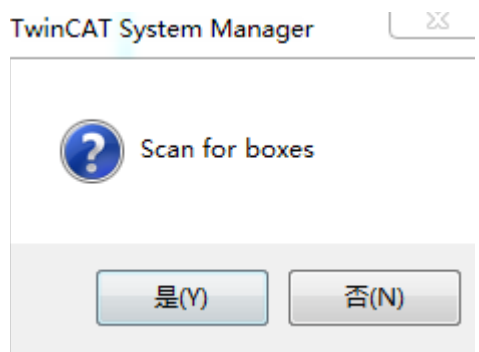 TwinCAT System Manager
Scan for boxes
是(Y)
否(N)